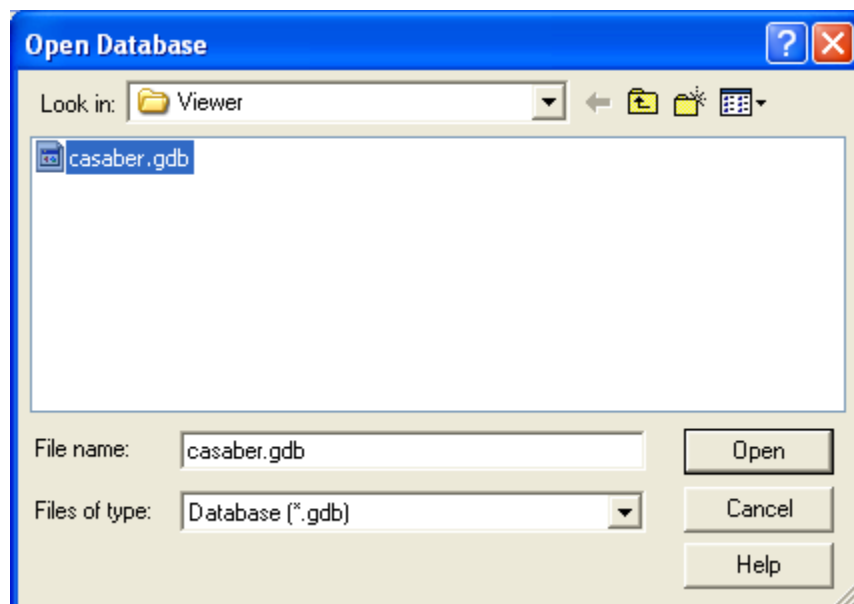 Open Database
Look in: Viewer
casaber.gdb
File name: casaber.gdb Open
Files of type: Database (*.gdb) Cancel
Help